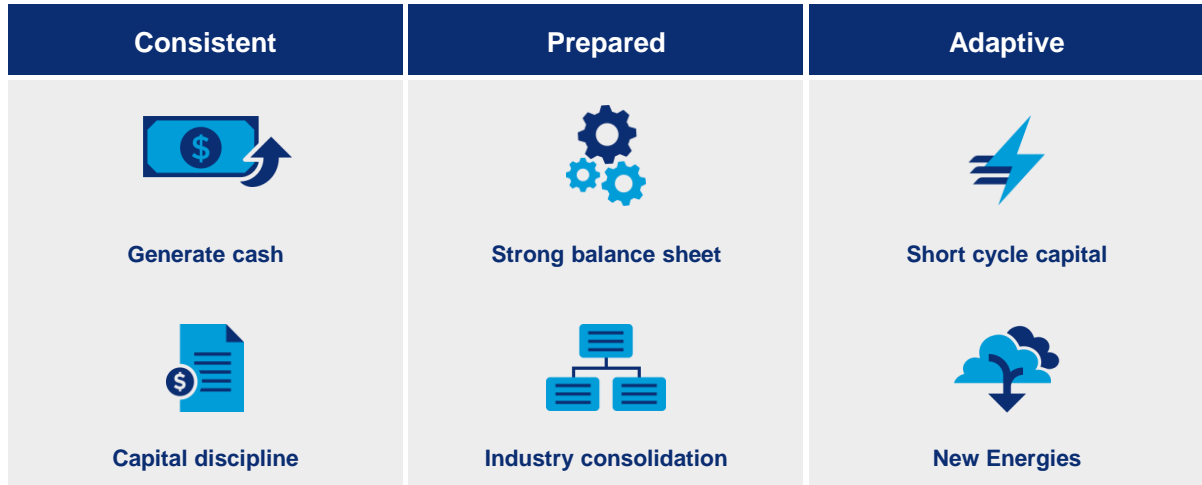 Consistent
Prepared
Adaptive
$
Generate cash
Strong balance sheet
Short cycle capital
$
Capital discipline
Industry consolidation
New Energies